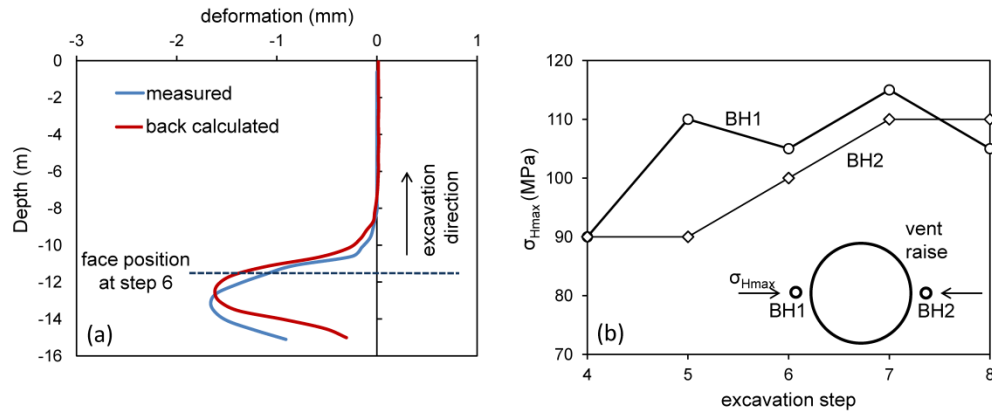 deformation (mm)
−3 −2 −1 0 1
0
−2
−4
−6
−8
−10
−12
−14
−16
Depth (m)
measured
back calculated
excavation
direction
face position
at step 6
(a)
120
110
100
90
80
70
σHmax (MPa)
4 5 6 7 8
excavation step
BH1
BH2
vent
raise
σHmax
BH1
BH2
(b)